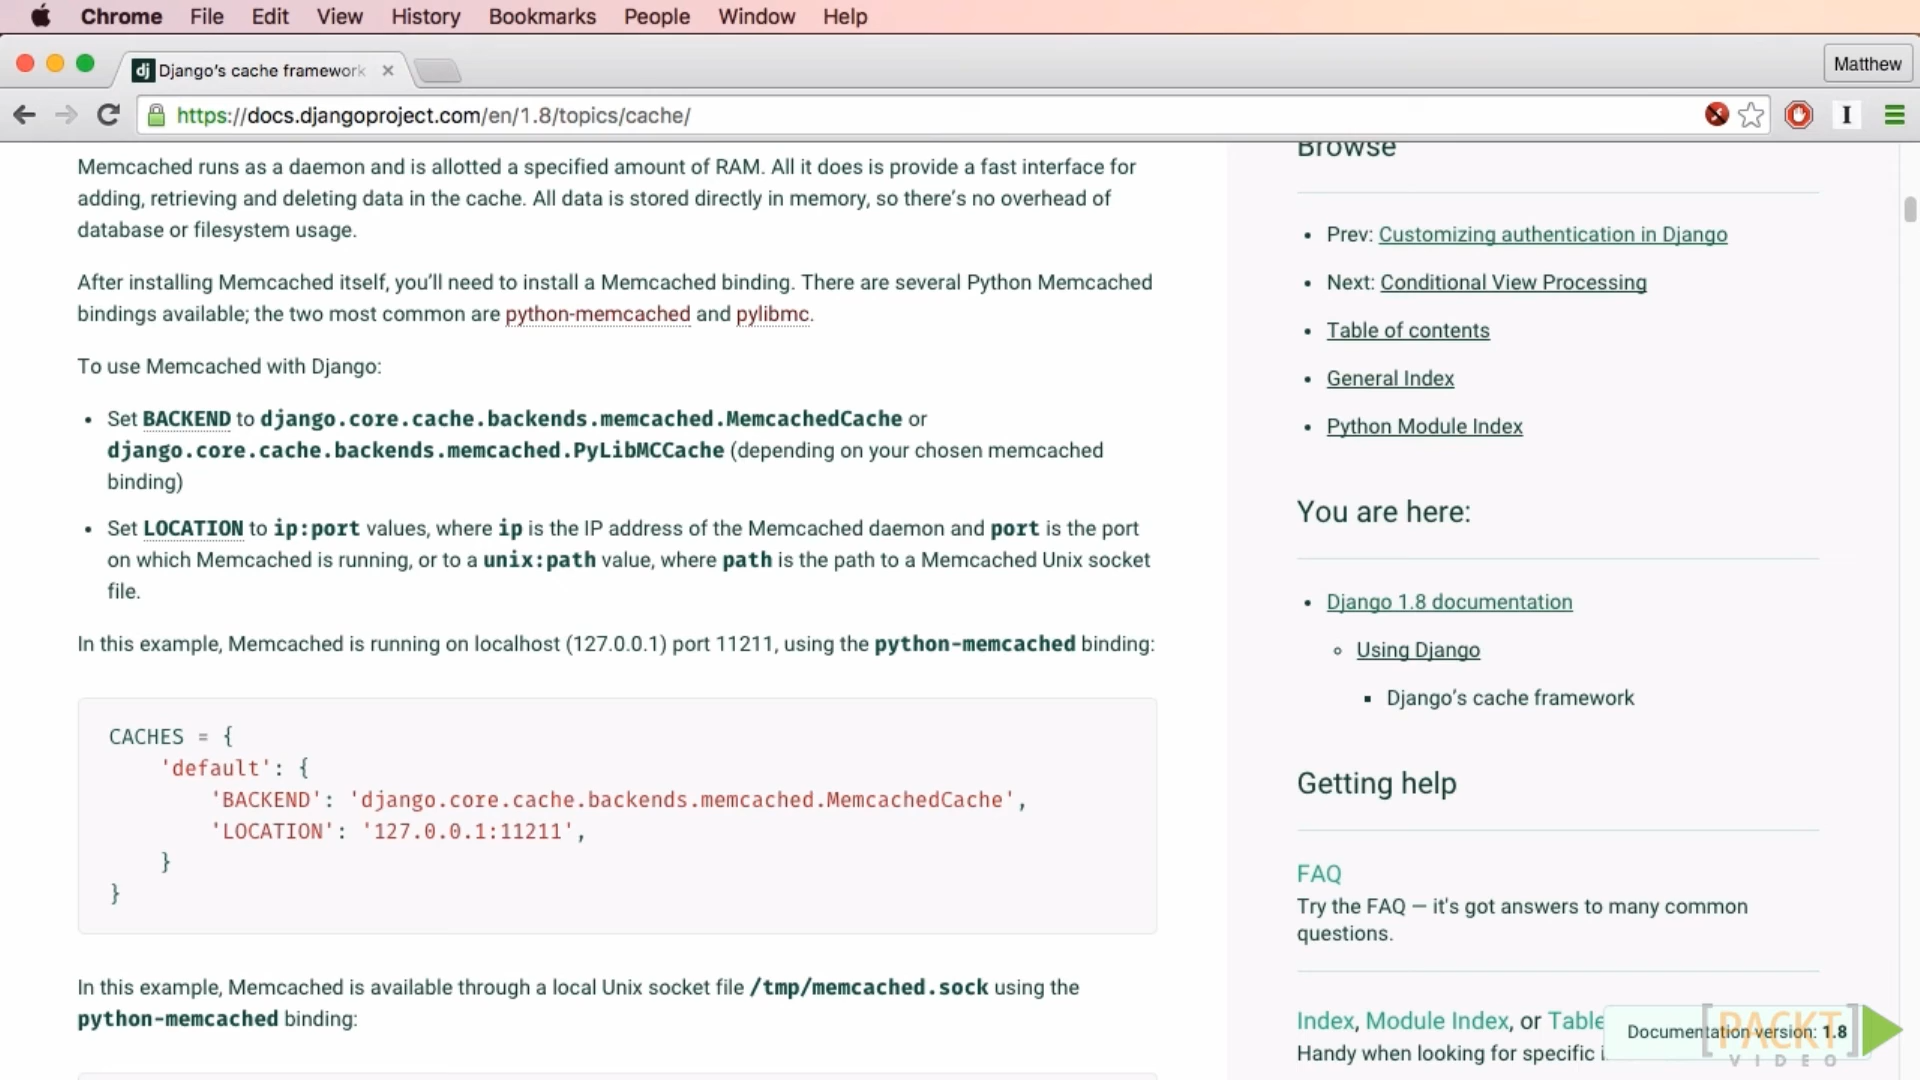 Chrome File Edit View History Bookmarks People Window Help
dj Django's cache framework
Matthew
https://docs.djangoproject.com/en/1.8/topics/cache/
Memcached runs as a daemon and is allotted a specified amount of RAM. All it does is provide a fast interface for
adding, retrieving and deleting data in the cache. All data is stored directly in memory, so there's no overhead of
database or filesystem usage.
After installing Memcached itself, you'll need to install a Memcached binding. There are several Python Memcached
bindings available; the two most common are python-memcached and pylibmc.
To use Memcached with Django:
• Set BACKEND to django.core.cache.backends.memcached.MemcachedCache or
django.core.cache.backends.memcached.PyLibMCCache (depending on your chosen memcached
binding)
• Set LOCATION to ip:port values, where ip is the IP address of the Memcached daemon and port is the port
on which Memcached is running, or to a unix:path value, where path is the path to a Memcached Unix socket
file.
In this example, Memcached is running on localhost (127.0.0.1) port 11211, using the python-memcached binding:
CACHES = {
'default': {
'BACKEND': 'django.core.cache.backends.memcached.MemcachedCache',
'LOCATION': '127.0.0.1:11211',
}
}
In this example, Memcached is available through a local Unix socket file /tmp/memcached.sock using the
python-memcached binding:
Browse
• Prev: Customizing authentication in Django
• Next: Conditional View Processing
• Table of contents
• General Index
• Python Module Index
You are here:
• Django 1.8 documentation
◦ Using Django
▪ Django's cache framework
Getting help
FAQ
Try the FAQ — it's got answers to many common
questions.
Index, Module Index, or Table
Handy when looking for specific i
Documentation version: 1.8
[PACKT]
VIDEO